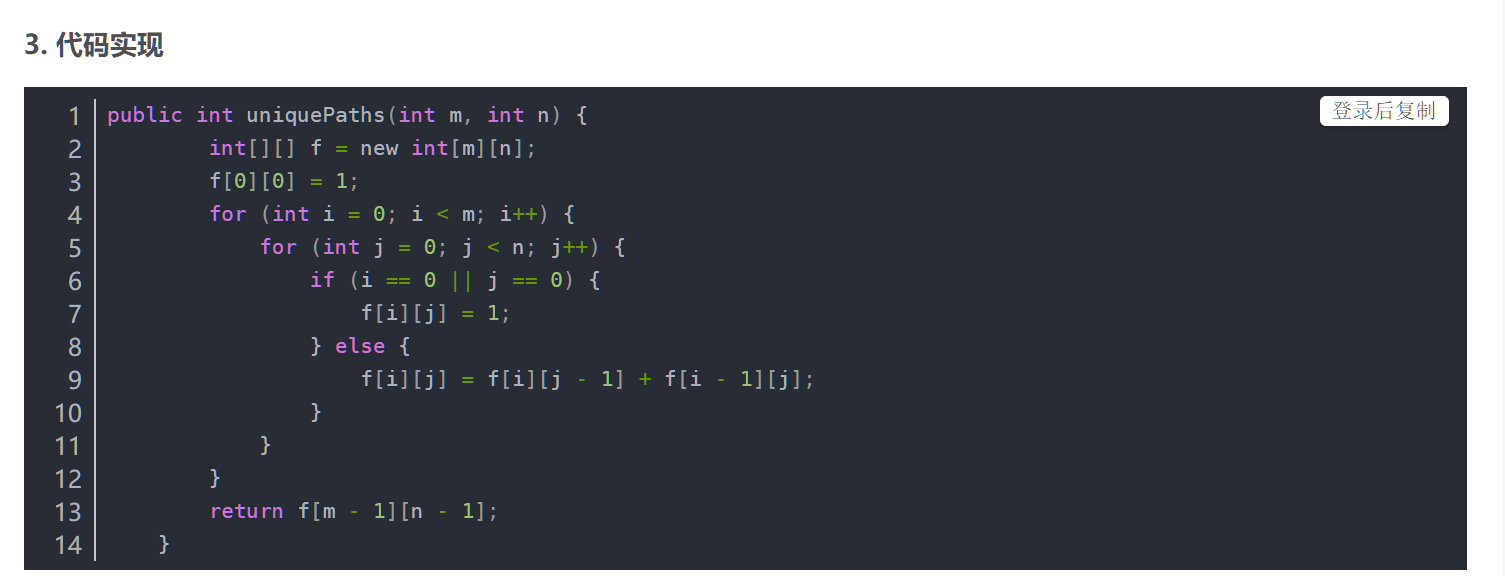 3. 代码实现
登录后复制
1 public int uniquePaths(int m, int n) {
2         int[][] f = new int[m][n];
3         f[0][0] = 1;
4         for (int i = 0; i < m; i++) {
5             for (int j = 0; j < n; j++) {
6                 if (i == 0 || j == 0) {
7                     f[i][j] = 1;
8                 } else {
9                     f[i][j] = f[i][j - 1] + f[i - 1][j];
10                 }
11             }
12         }
13         return f[m - 1][n - 1];
14     }